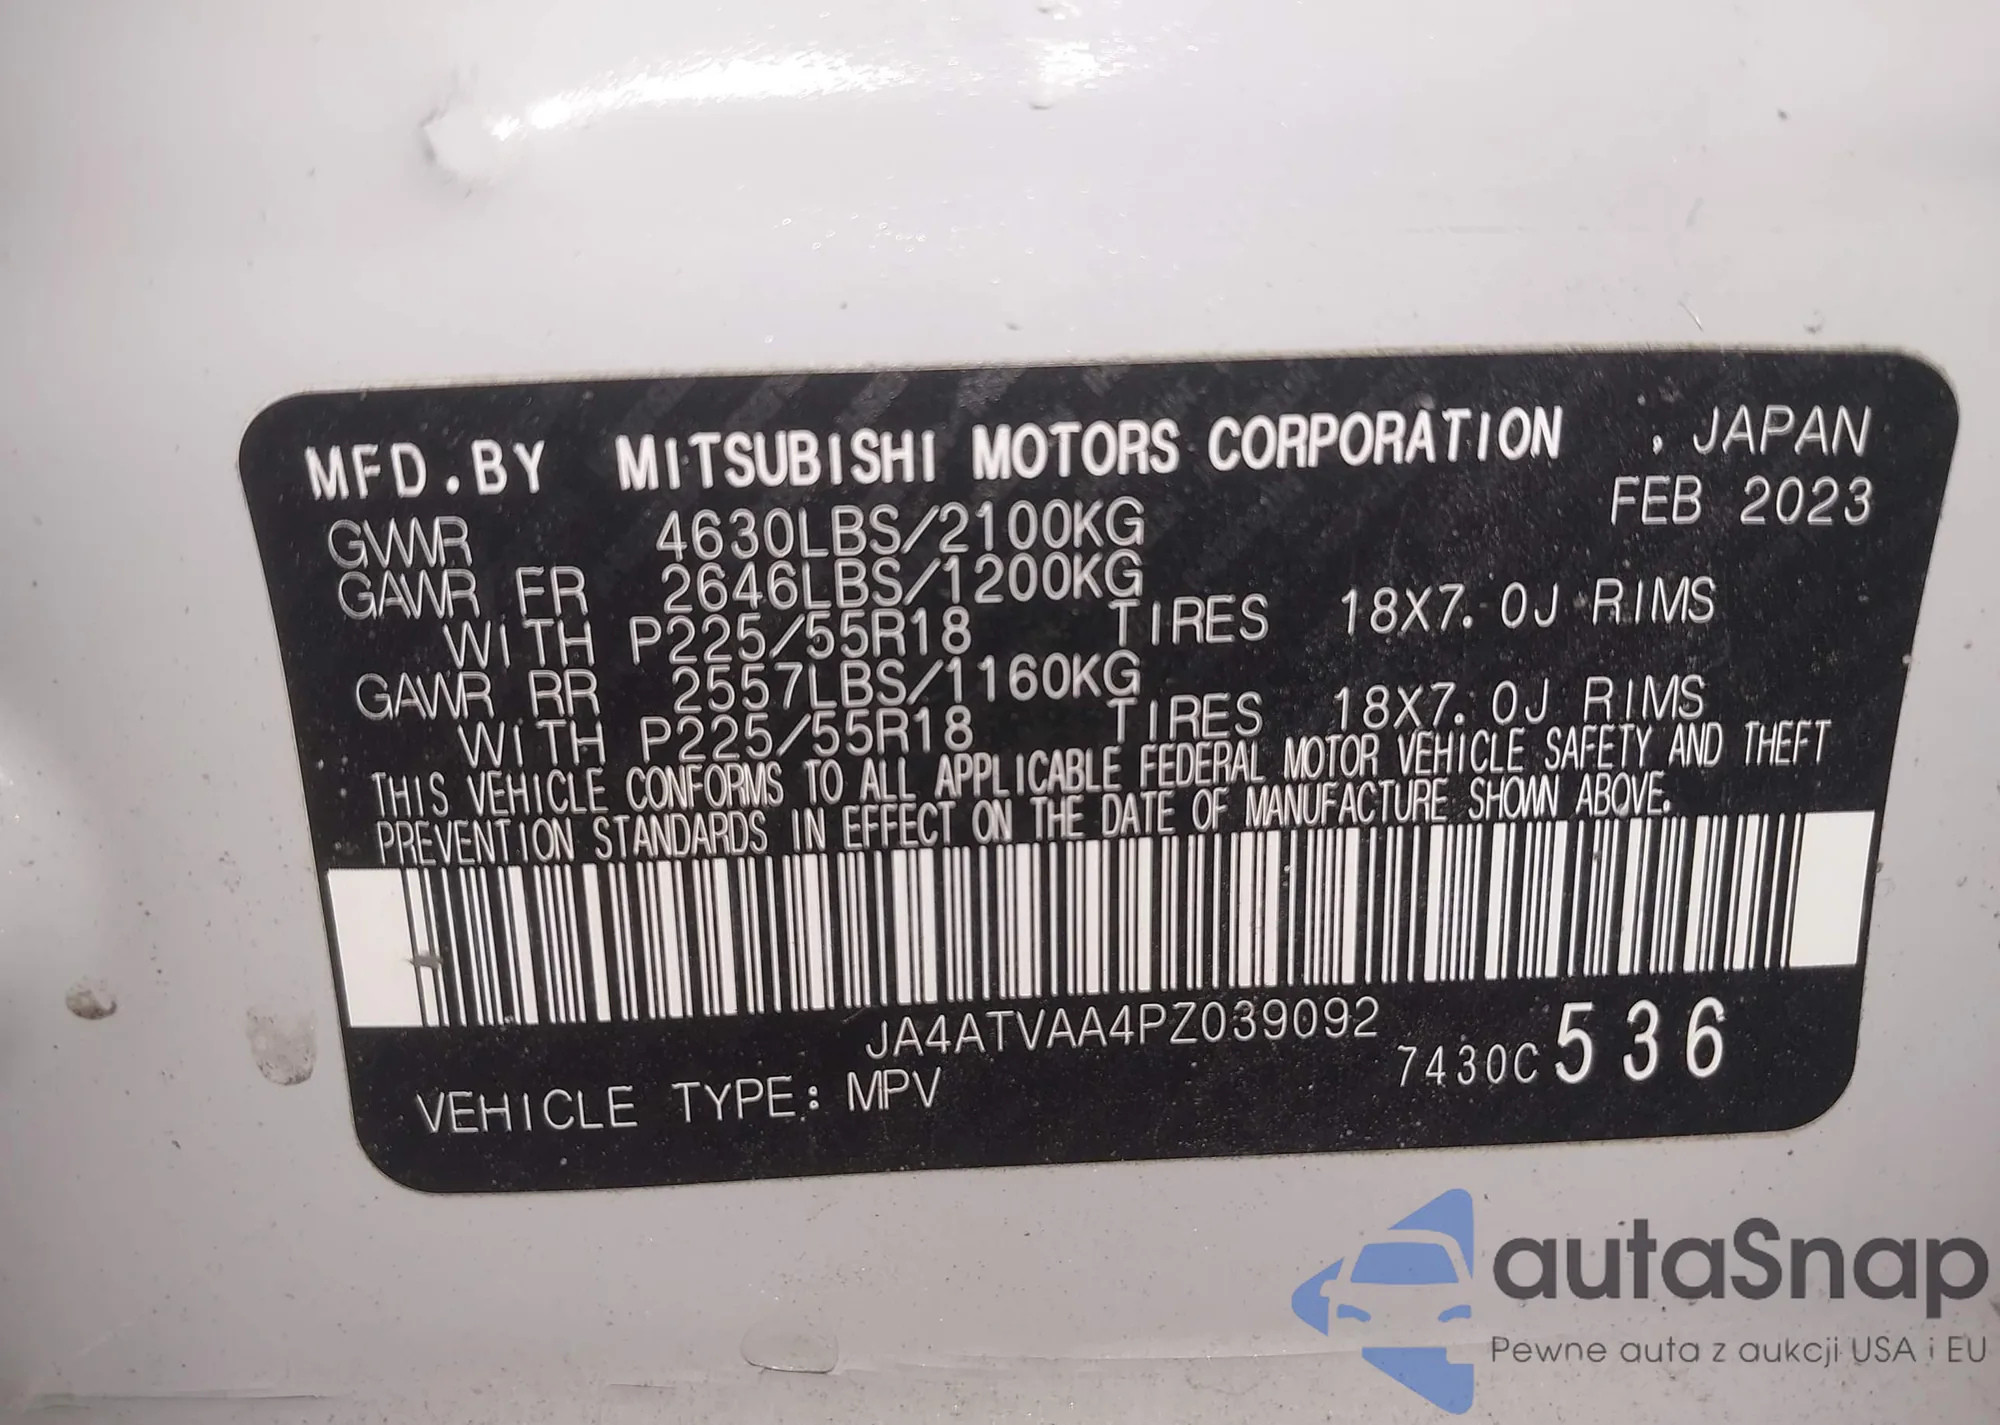 MFD.BY MITSUBISHI MOTORS CORPORATION , JAPAN
FEB 2023
GVWR 4630LBS/2100KG
GAWR FR 2646LBS/1200KG
WITH P225/55R18 TIRES 18X7.0J RIMS
GAWR RR 2557LBS/1160KG
WITH P225/55R18 TIRES 18X7.0J RIMS
THIS VEHICLE CONFORMS TO ALL APPLICABLE FEDERAL MOTOR VEHICLE SAFETY AND THEFT
PREVENTION STANDARDS IN EFFECT ON THE DATE OF MANUFACTURE SHOWN ABOVE.
JA4ATVAA4PZ039092
7430C 536
VEHICLE TYPE: MPV
autaSnap
Pewne auta z aukcji USA i EU